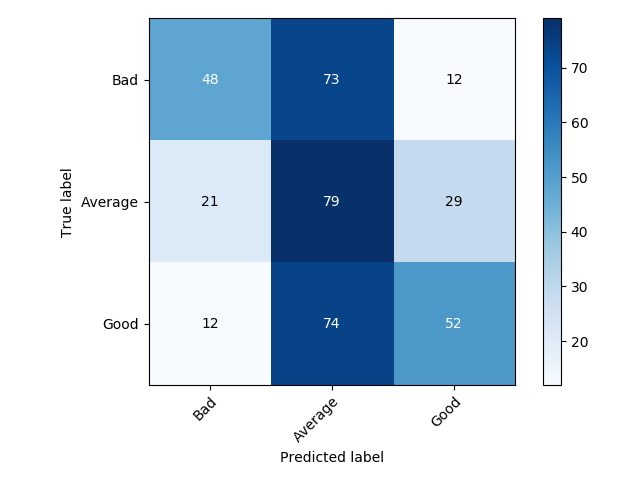 Bad 48 73 12
Average 21 79 29
Good 12 74 52
True label
Bad Average Good
Predicted label
70
60
50
40
30
20